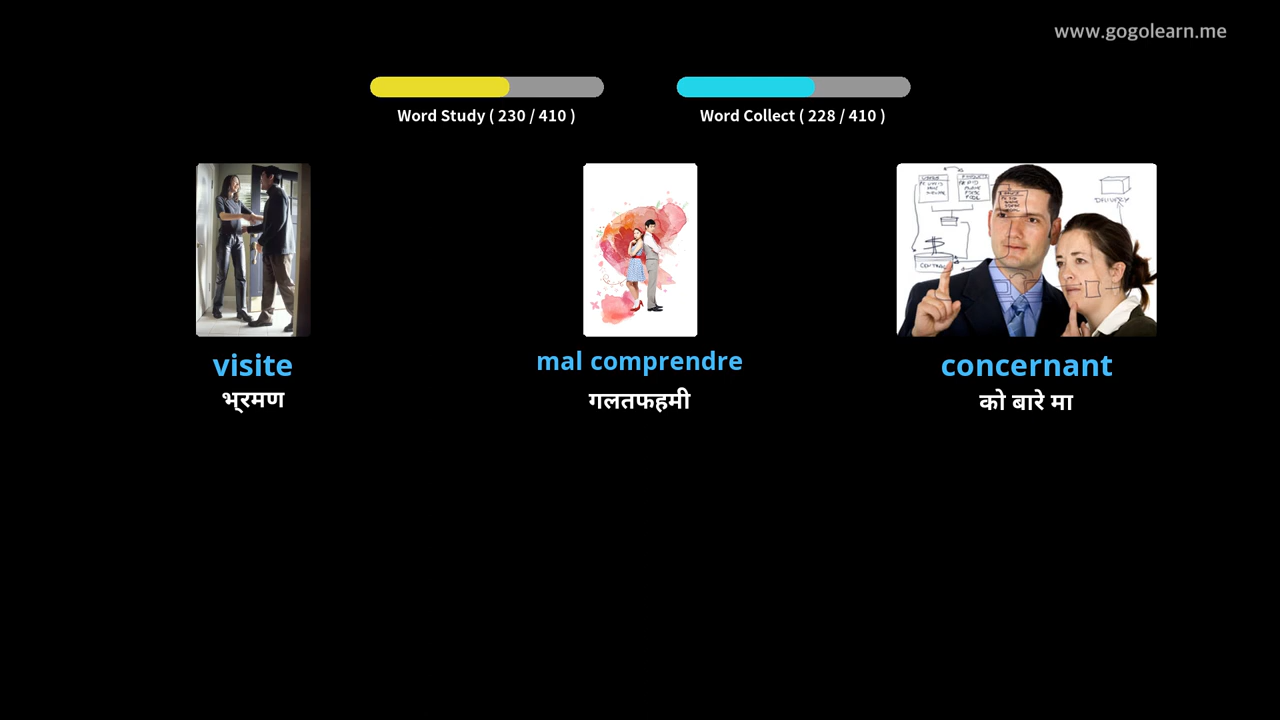 www.gogolearn.me
Word Study ( 230 / 410 )
Word Collect ( 228 / 410 )
visite
भ्रमण
mal comprendre
गलतफहमी
concernant
को बारे मा